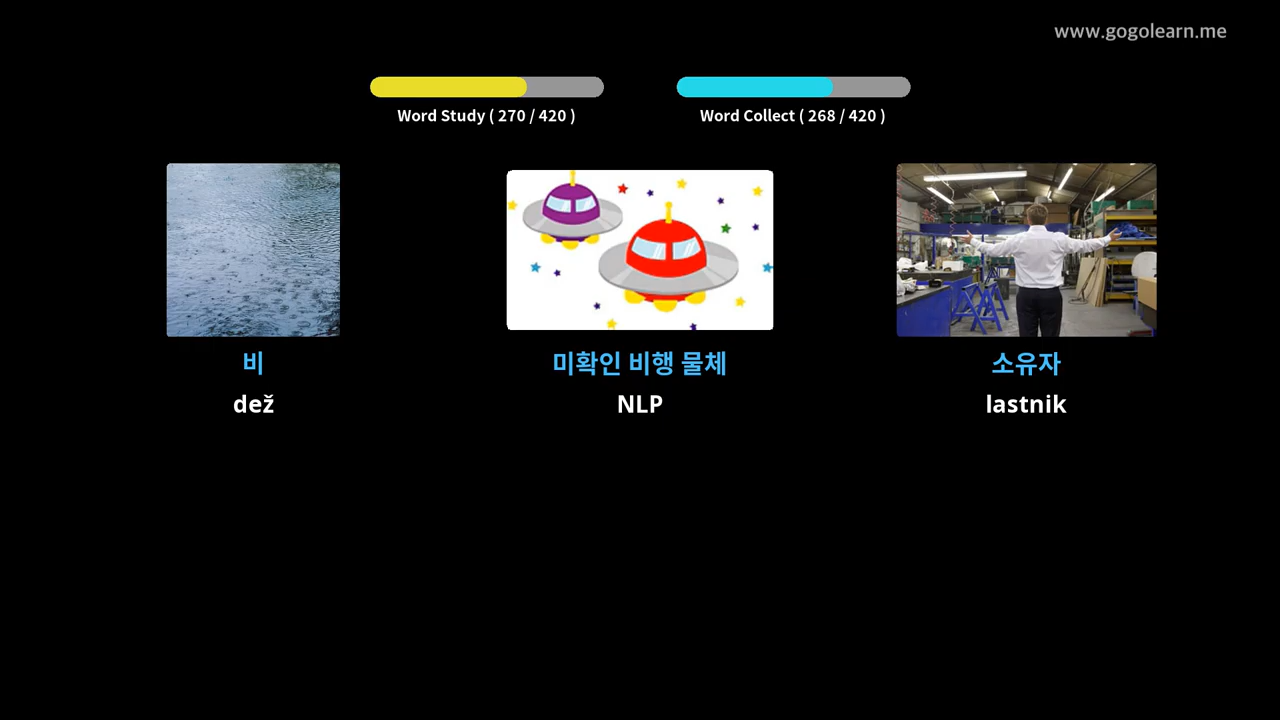 www.gogolearn.me
Word Study ( 270 / 420 )
Word Collect ( 268 / 420 )
비
dež
미확인 비행 물체
NLP
소유자
lastnik